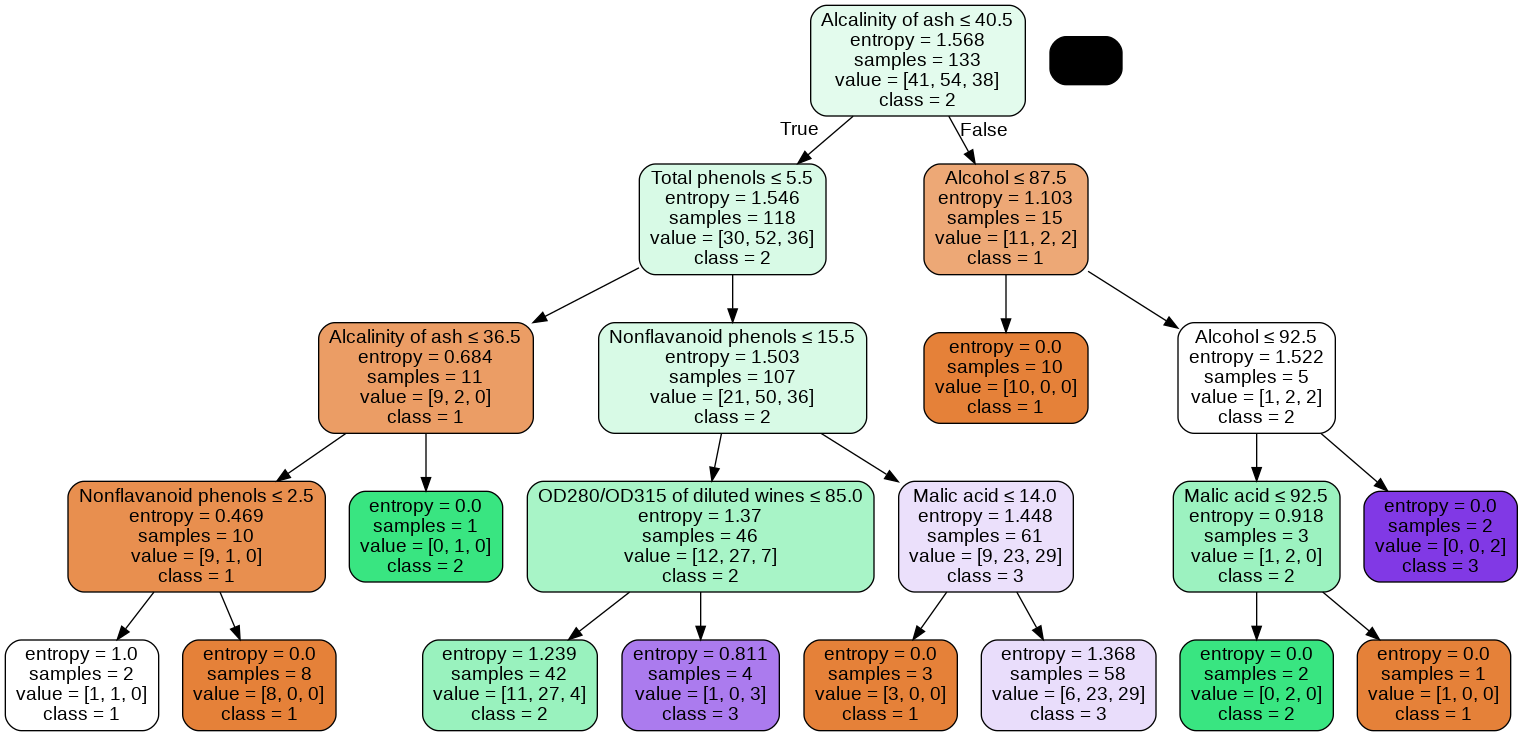 Alcalinity of ash ≤ 40.5
entropy = 1.568
samples = 133
value = [41, 54, 38]
class = 2
True
False
Total phenols ≤ 5.5
entropy = 1.546
samples = 118
value = [30, 52, 36]
class = 2
Alcohol ≤ 87.5
entropy = 1.103
samples = 15
value = [11, 2, 2]
class = 1
Alcalinity of ash ≤ 36.5
entropy = 0.684
samples = 11
value = [9, 2, 0]
class = 1
Nonflavanoid phenols ≤ 15.5
entropy = 1.503
samples = 107
value = [21, 50, 36]
class = 2
entropy = 0.0
samples = 10
value = [10, 0, 0]
class = 1
Alcohol ≤ 92.5
entropy = 1.522
samples = 5
value = [1, 2, 2]
class = 2
Nonflavanoid phenols ≤ 2.5
entropy = 0.469
samples = 10
value = [9, 1, 0]
class = 1
entropy = 0.0
samples = 1
value = [0, 1, 0]
class = 2
OD280/OD315 of diluted wines ≤ 85.0
entropy = 1.37
samples = 46
value = [12, 27, 7]
class = 2
Malic acid ≤ 14.0
entropy = 1.448
samples = 61
value = [9, 23, 29]
class = 3
Malic acid ≤ 92.5
entropy = 0.918
samples = 3
value = [1, 2, 0]
class = 2
entropy = 0.0
samples = 2
value = [0, 0, 2]
class = 3
entropy = 1.0
samples = 2
value = [1, 1, 0]
class = 1
entropy = 0.0
samples = 8
value = [8, 0, 0]
class = 1
entropy = 1.239
samples = 42
value = [11, 27, 4]
class = 2
entropy = 0.811
samples = 4
value = [1, 0, 3]
class = 3
entropy = 0.0
samples = 3
value = [3, 0, 0]
class = 1
entropy = 1.368
samples = 58
value = [6, 23, 29]
class = 3
entropy = 0.0
samples = 2
value = [0, 2, 0]
class = 2
entropy = 0.0
samples = 1
value = [1, 0, 0]
class = 1